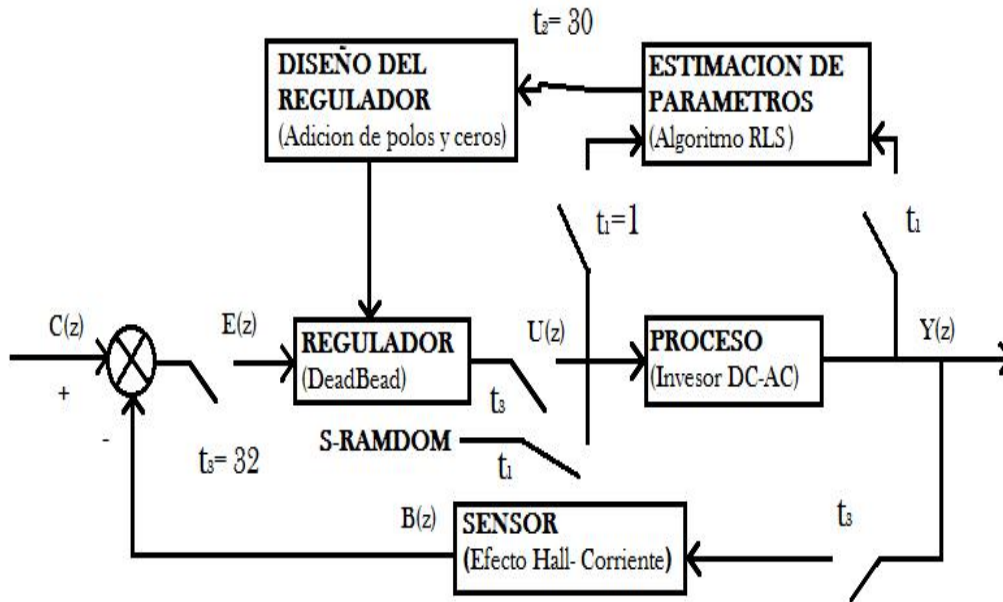 t₂= 30
DISEÑO DEL
REGULADOR
(Adicion de polos y ceros)
ESTIMACION DE
PARAMETROS
(Algoritmo RLS)
t₁=1
t₁
C(z)
+
-
E(z)
REGULADOR
(DeadBead)
U(z)
PROCESO
(Invesor DC-AC)
Y(z)
t₃
S-RAMDOM
t₁
t₃= 32
B(z)
SENSOR
(Efecto Hall- Corriente)
t₃